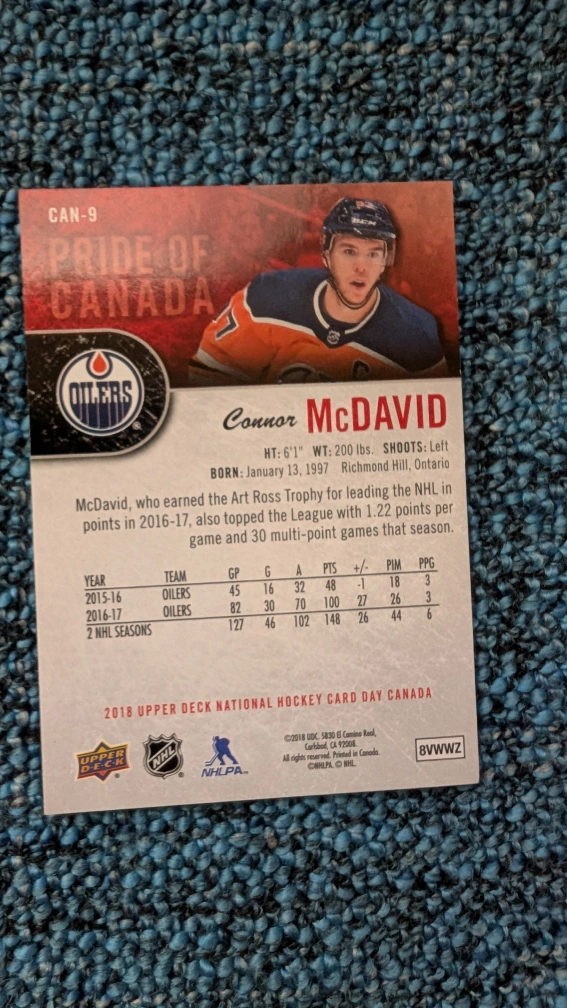 CAN-9
PRIDE OF
CANADA
CCM
97
C
OILERS
Connor McDAVID
HT: 6'1" WT: 200 lbs. SHOOTS: Left
BORN: January 13, 1997 Richmond Hill, Ontario
McDavid, who earned the Art Ross Trophy for leading the NHL in
points in 2016-17, also topped the League with 1.22 points per
game and 30 multi-point games that season.
YEAR TEAM GP G A PTS +/- PIM PPG
2015-16 OILERS 45 16 32 48 -1 18 3
2016-17 OILERS 82 30 70 100 27 26 3
2 NHL SEASONS 127 46 102 148 26 44 6
2018 UPPER DECK NATIONAL HOCKEY CARD DAY CANADA
UPPER
D·E·C·K
NHL
NHLPA
©2018 UDC. 5830 El Camino Real,
Carlsbad, CA 92008.
All rights reserved. Printed in Canada.
©NHLPA. © NHL.
8VWWZ